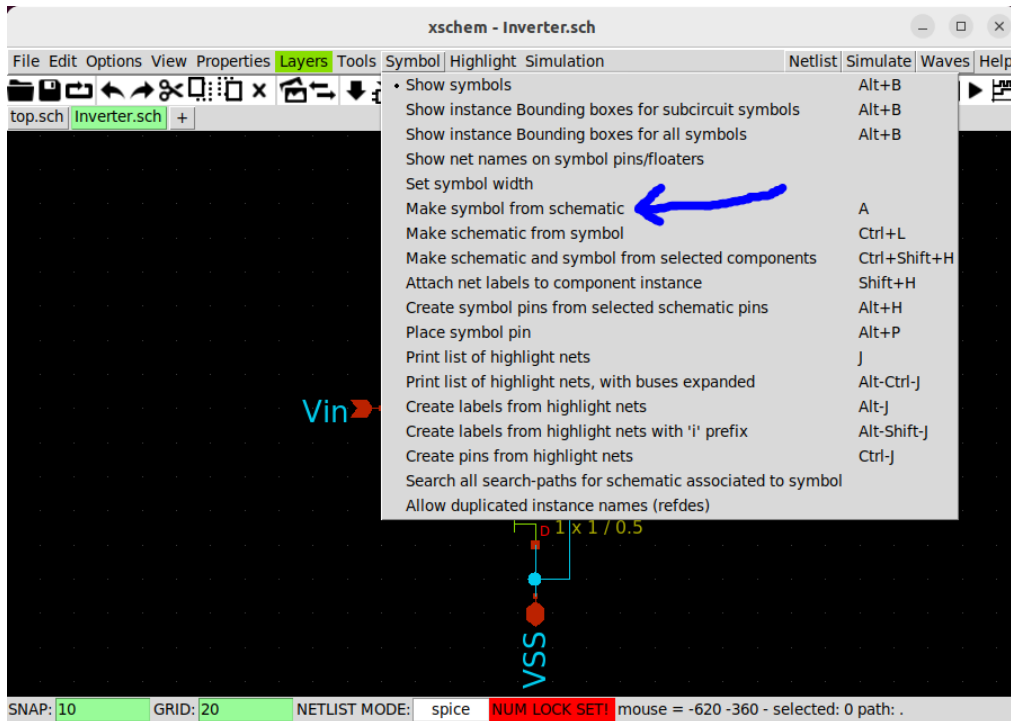 xschem - Inverter.sch
File Edit Options View Properties Layers Tools Symbol Highlight Simulation Netlist Simulate Waves Help
top.sch Inverter.sch +
Show symbols Alt+B
Show instance Bounding boxes for subcircuit symbols Alt+B
Show instance Bounding boxes for all symbols Alt+B
Show net names on symbol pins/floaters
Set symbol width
Make symbol from schematic A
Make schematic from symbol Ctrl+L
Make schematic and symbol from selected components Ctrl+Shift+H
Attach net labels to component instance Shift+H
Create symbol pins from selected schematic pins Alt+H
Place symbol pin Alt+P
Print list of highlight nets J
Print list of highlight nets, with buses expanded Alt-Ctrl-J
Create labels from highlight nets Alt-J
Create labels from highlight nets with 'i' prefix Alt-Shift-J
Create pins from highlight nets Ctrl-J
Search all search-paths for schematic associated to symbol
Allow duplicated instance names (refdes)
Vin
D 1 x 1 / 0.5
VSS
SNAP: 10 GRID: 20 NETLIST MODE: spice NUM LOCK SET! mouse = -620 -360 - selected: 0 path: .